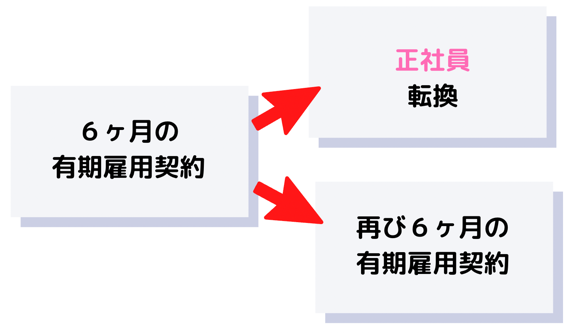 ６ヶ月の
有期雇用契約
正社員
転換
再び６ヶ月の
有期雇用契約